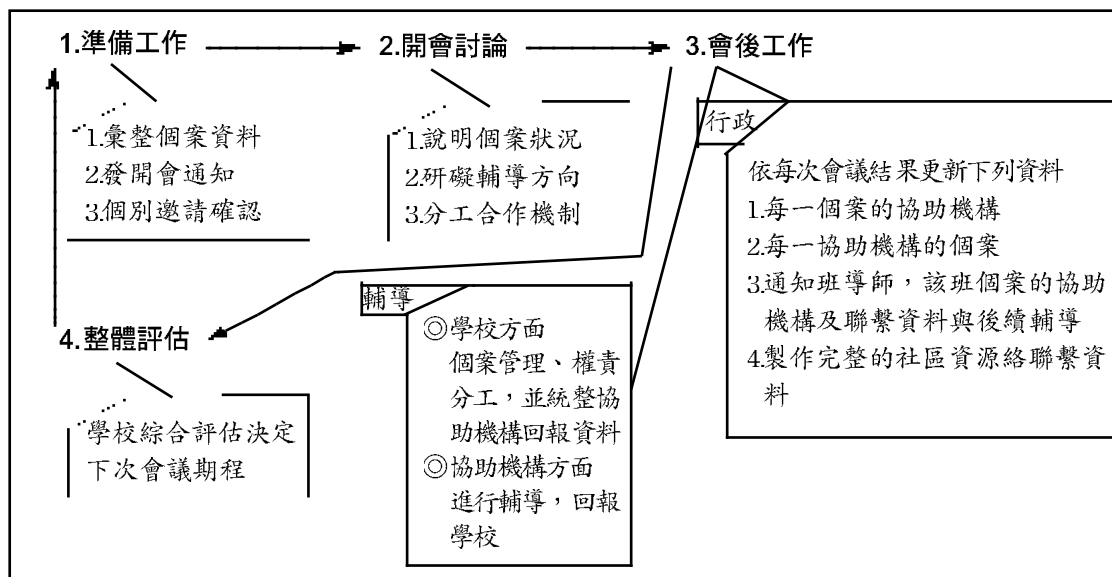 1.準備工作
1.彙整個案資料
2.發開會通知
3.個別邀請確認
2.開會討論
1.說明個案狀況
2.研礙輔導方向
3.分工合作機制
3.會後工作
行政
依每次會議結果更新下列資料
1.每一個案的協助機構
2.每一協助機構的個案
3.通知班導師，該班個案的協助
機構及聯繫資料與後續輔導
4.製作完整的社區資源絡聯繫資
料
輔導
◎學校方面
個案管理、權責
分工，並統整協
助機構回報資料
◎協助機構方面
進行輔導，回報
學校
4.整體評估
學校綜合評估決定
下次會議期程